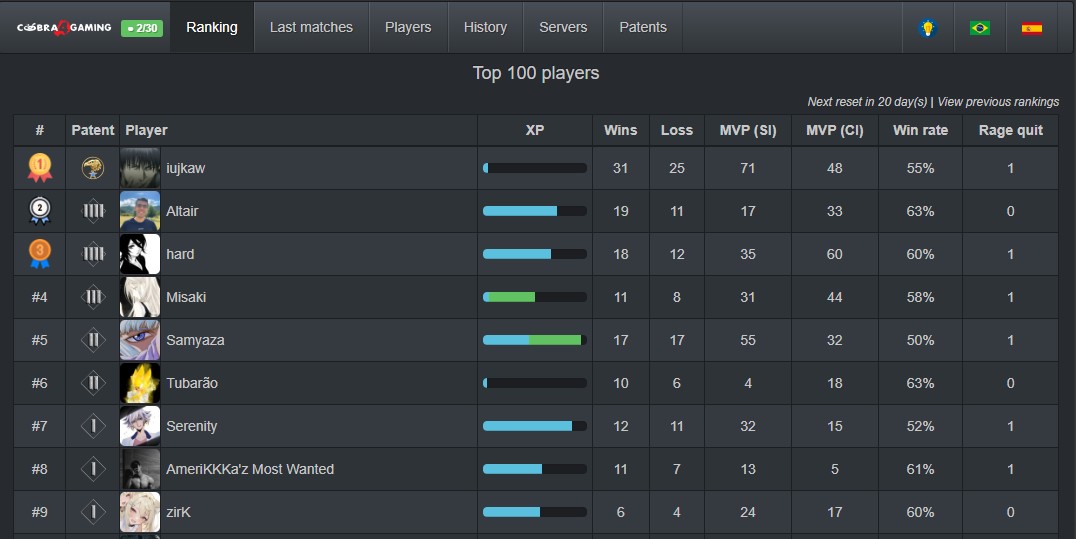 COBRA GAMING 2/30 Ranking Last matches Players History Servers Patents
Top 100 players
Next reset in 20 day(s) | View previous rankings
# Patent Player XP Wins Loss MVP (SI) MVP (CI) Win rate Rage quit
1 iujkaw 31 25 71 48 55% 1
2 IIII Altair 19 11 17 33 63% 0
3 IIII hard 18 12 35 60 60% 1
#4 III Misaki 11 8 31 44 58% 1
#5 II Samyaza 17 17 55 32 50% 1
#6 II Tubarão 10 6 4 18 63% 0
#7 I Serenity 12 11 32 15 52% 1
#8 I AmeriKKKa'z Most Wanted 11 7 13 5 61% 1
#9 I zirK 6 4 24 17 60% 0